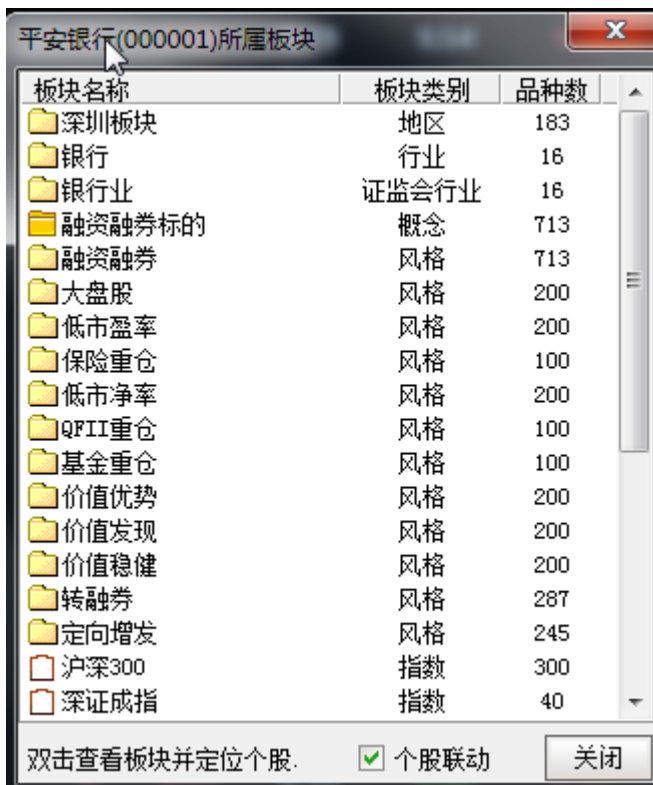 平安银行(000001)所属板块
板块名称 板块类别 品种数
深圳板块 地区 183
银行 行业 16
银行业 证监会行业 16
融资融券标的 概念 713
融资融券 风格 713
大盘股 风格 200
低市盈率 风格 200
保险重仓 风格 100
低市净率 风格 200
QFII重仓 风格 100
基金重仓 风格 100
价值优势 风格 200
价值发现 风格 200
价值稳健 风格 200
转融券 风格 287
定向增发 风格 245
沪深300 指数 300
深证成指 指数 40
双击查看板块并定位个股. 个股联动 关闭